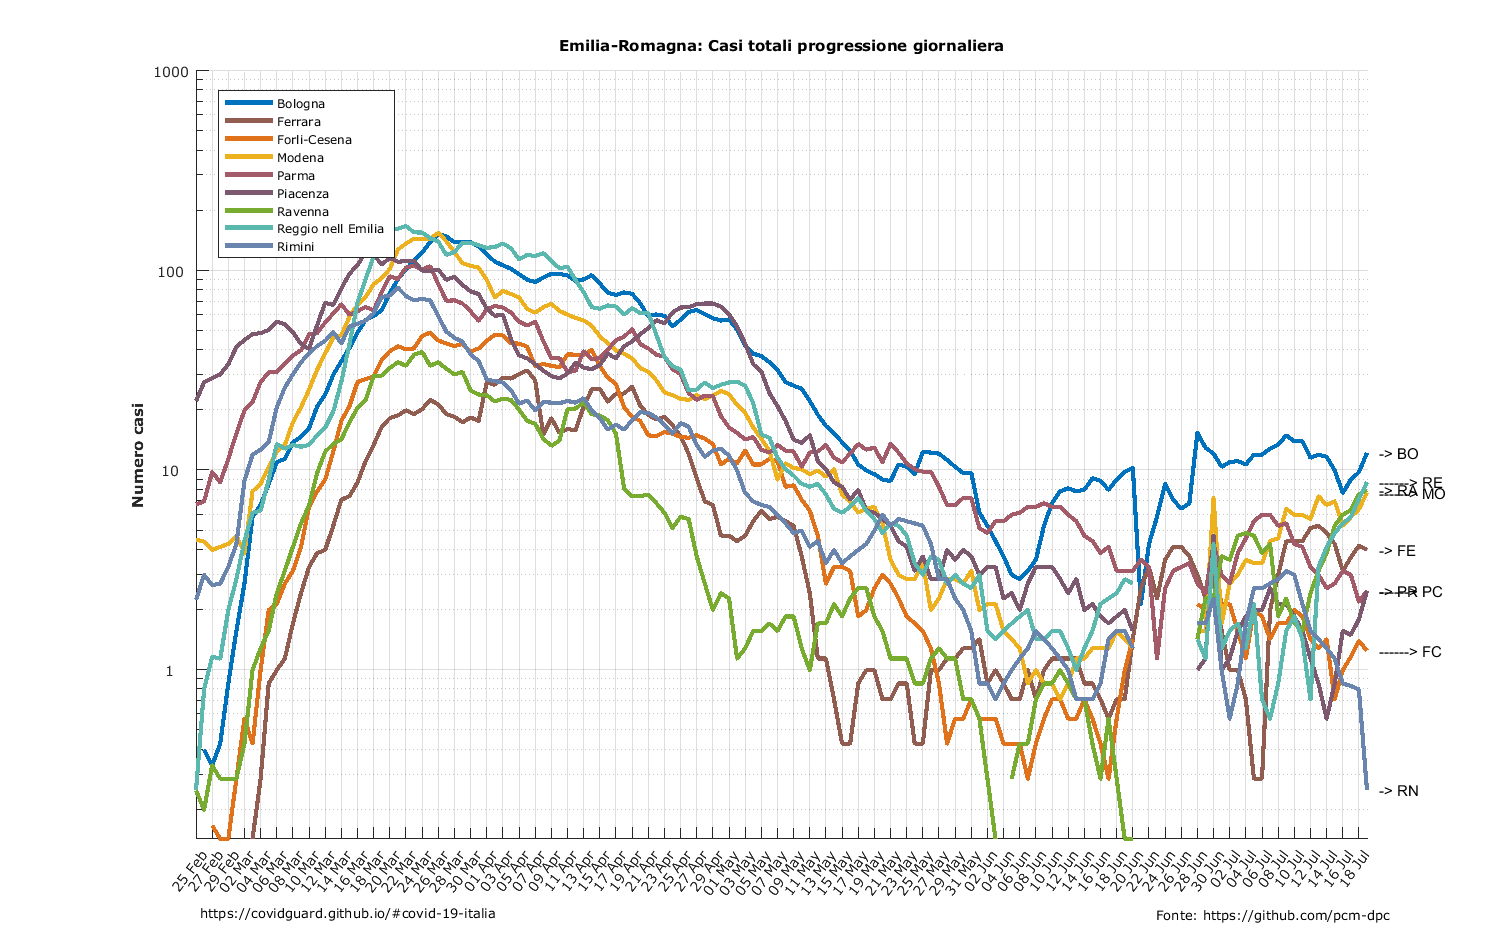 Emilia-Romagna: Casi totali progressione giornaliera
Numero casi
1000
100
10
1
Bologna
Ferrara
Forli-Cesena
Modena
Parma
Piacenza
Ravenna
Reggio nell Emilia
Rimini
-> BO
------> RE
-> RA
MO
-> FE
-> PR
PC
------> FC
-> RN
25 Feb
27 Feb
29 Feb
02 Mar
04 Mar
06 Mar
08 Mar
10 Mar
12 Mar
14 Mar
16 Mar
18 Mar
20 Mar
22 Mar
24 Mar
26 Mar
28 Mar
30 Mar
01 Apr
03 Apr
05 Apr
07 Apr
09 Apr
11 Apr
13 Apr
15 Apr
17 Apr
19 Apr
21 Apr
23 Apr
25 Apr
27 Apr
29 Apr
01 May
03 May
05 May
07 May
09 May
11 May
13 May
15 May
17 May
19 May
21 May
23 May
25 May
27 May
29 May
31 May
02 Jun
04 Jun
06 Jun
08 Jun
10 Jun
12 Jun
14 Jun
16 Jun
18 Jun
20 Jun
22 Jun
24 Jun
26 Jun
28 Jun
30 Jun
02 Jul
04 Jul
06 Jul
08 Jul
10 Jul
12 Jul
14 Jul
16 Jul
18 Jul
https://covidguard.github.io/#covid-19-italia
Fonte: https://github.com/pcm-dpc